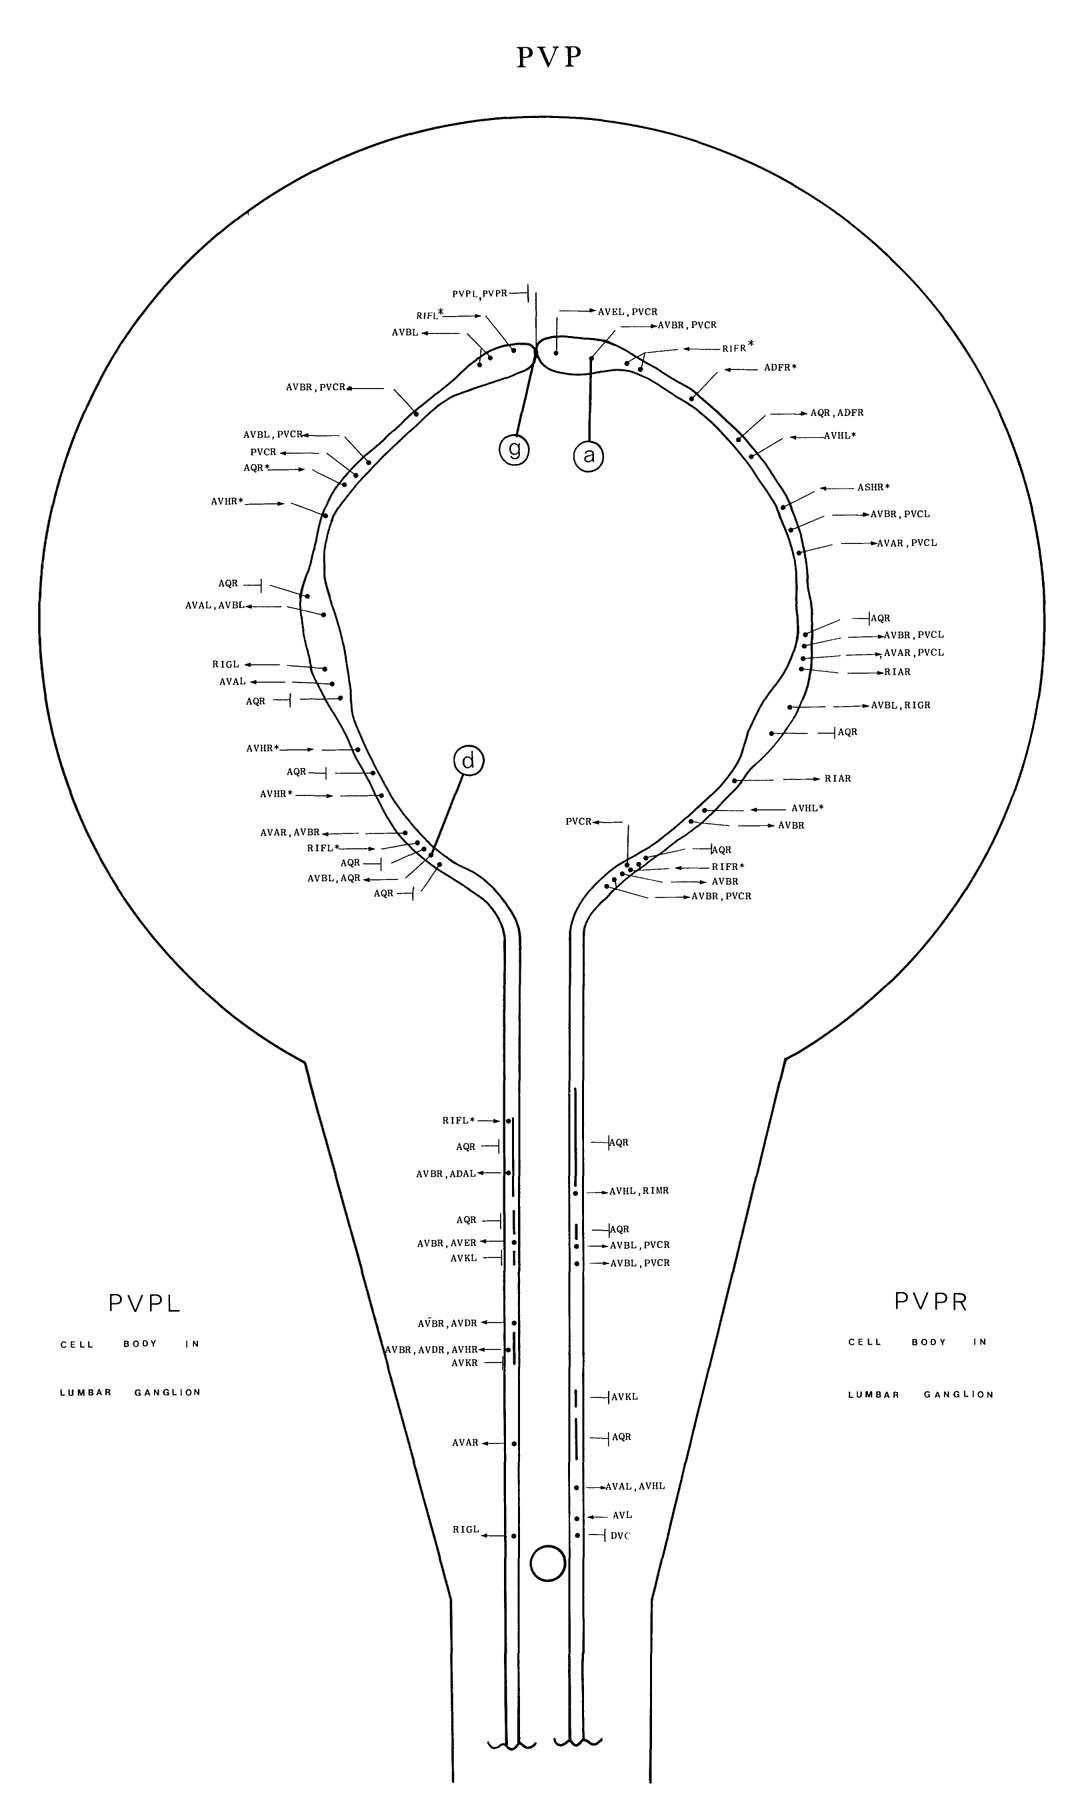 PVP
PVPL,PVPR
RIFL*
AVBL
AVBR,PVCR
AVBL,PVCR
PVCR
AQR*
AVHR*
AQR
AVAL,AVBL
RIGL
AVAL
AQR
AVHR*
AQR
AVHR*
AVAR,AVBR
RIFL*
AQR
AVBL,AQR
AQR
AVEL,PVCR
AVBR,PVCR
RIFR*
ADFR*
AQR,ADFR
AVHL*
ASHR*
AVBR,PVCL
AVAR,PVCL
AQR
AVBR,PVCL
AVAR,PVCL
RIAR
AVBL,RIGR
AQR
RIAR
AVHL*
AVBR
PVCR
AQR
RIFR*
AVBR
AVBR,PVCR
g
a
d
RIFL*
AQR
AVBR,ADAL
AQR
AVBR,AVER
AVKL
AVBR,AVDR
AVBR,AVDR,AVHR
AVKR
AVAR
RIGL
AQR
AVHL,RIMR
AQR
AVBL,PVCR
AVBL,PVCR
AVKL
AQR
AVAL,AVHL
AVL
DVC
PVPL
CELL BODY IN
LUMBAR GANGLION
PVPR
CELL BODY IN
LUMBAR GANGLION